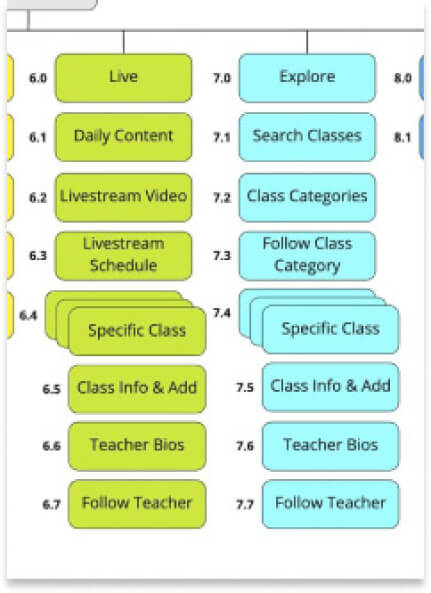 6.0 Live
6.1 Daily Content
6.2 Livestream Video
6.3 Livestream
Schedule
6.4 Specific Class
6.5 Class Info & Add
6.6 Teacher Bios
6.7 Follow Teacher
7.0 Explore
7.1 Search Classes
7.2 Class Categories
7.3 Follow Class
Category
7.4 Specific Class
7.5 Class Info & Add
7.6 Teacher Bios
7.7 Follow Teacher
8.0
8.1